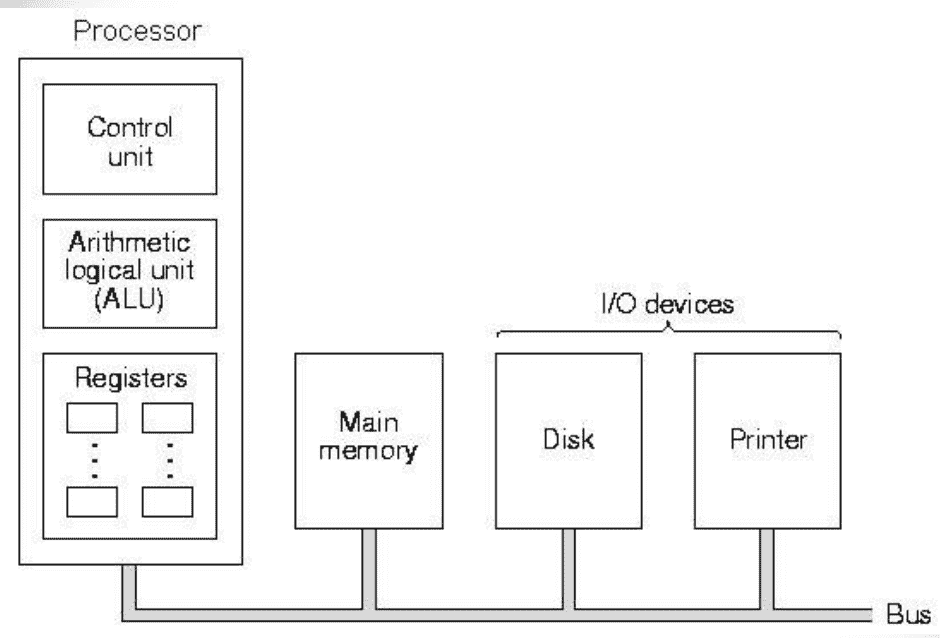 Processor
Control
unit
Arithmetic
logical unit
(ALU)
Registers
I/O devices
Main
memory
Disk
Printer
Bus